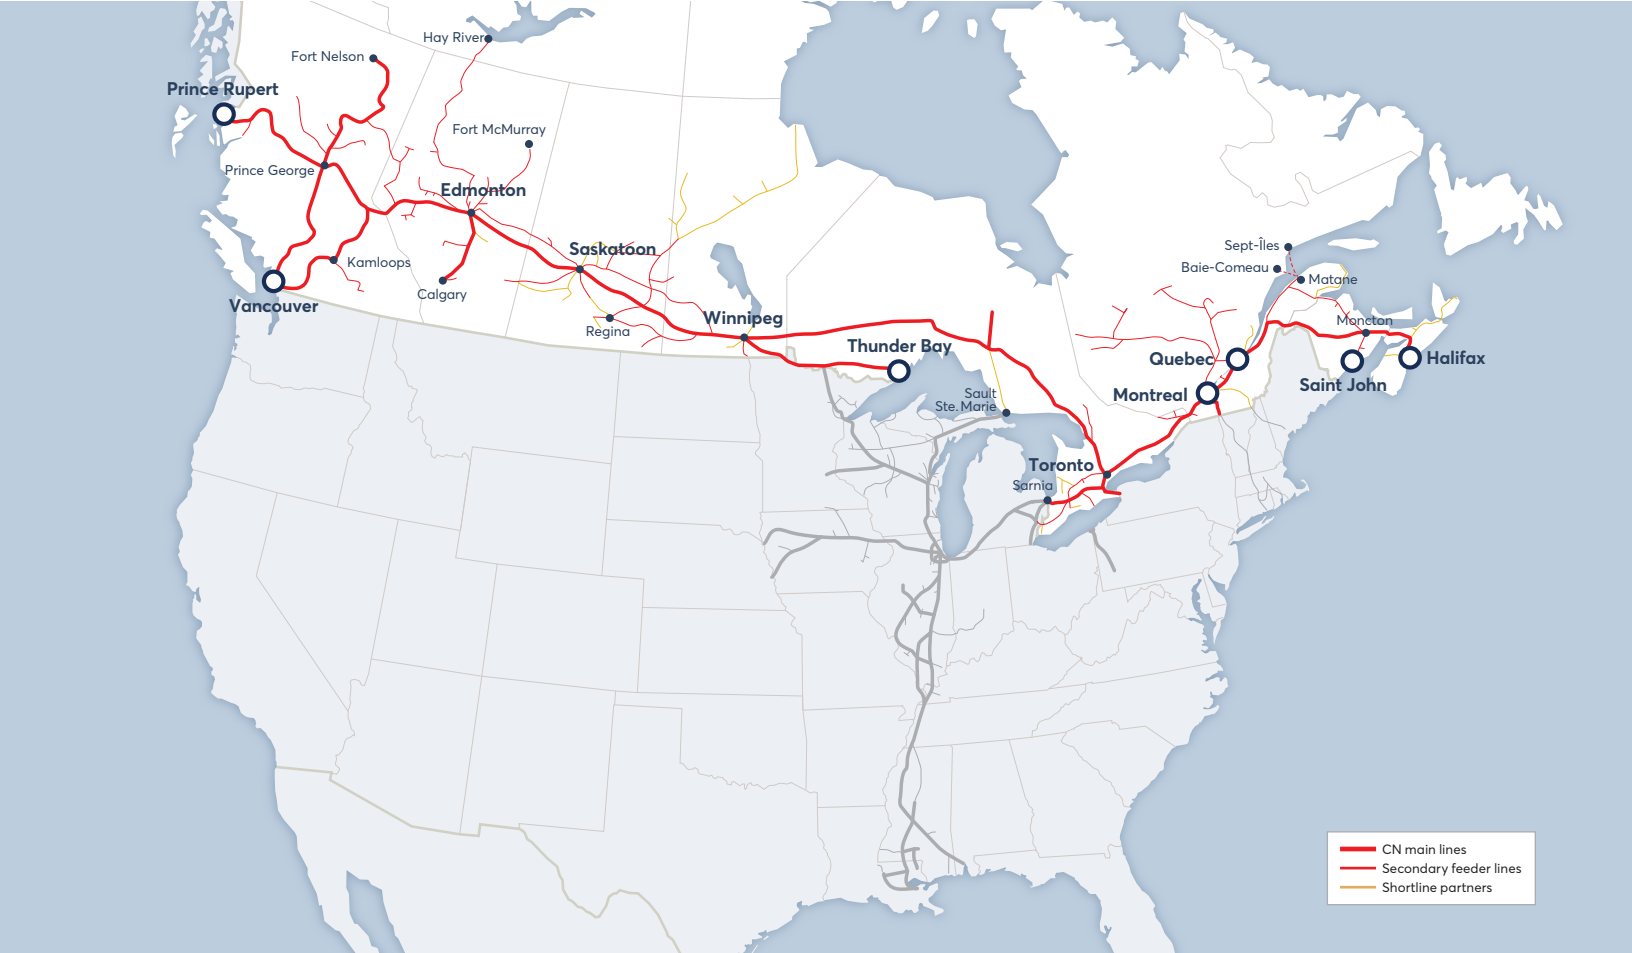 Hay River
Fort Nelson
Prince Rupert
Fort McMurray
Prince George
Edmonton
Saskatoon
Sept-Îles
Kamloops
Baie-Comeau
Matane
Calgary
Vancouver
Winnipeg
Moncton
Regina
Thunder Bay
Quebec
Halifax
Saint John
Sault
Ste. Marie
Montreal
Toronto
Sarnia
CN main lines
Secondary feeder lines
Shortline partners